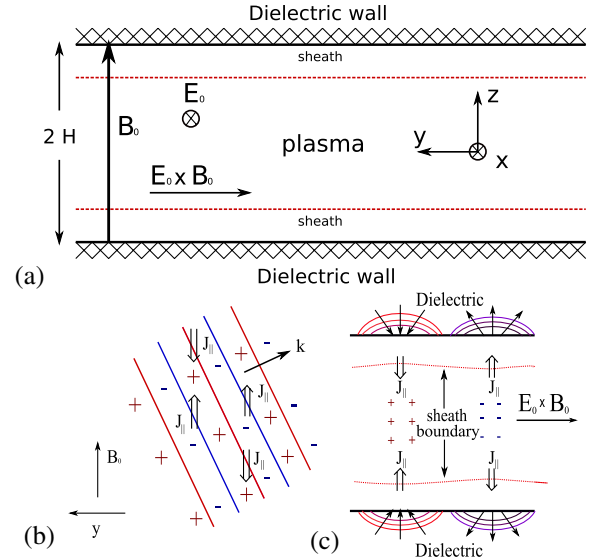 Dielectric wall
sheath
E₀
z
2 H
B₀
plasma
y
x
E₀ x B₀
sheath
(a)
Dielectric wall
Dielectric
J||
k
J||
J||
E₀ x B₀
J||
J||
sheath
boundary
B₀
J||
J||
J||
J||
y
(b)
(c)
Dielectric